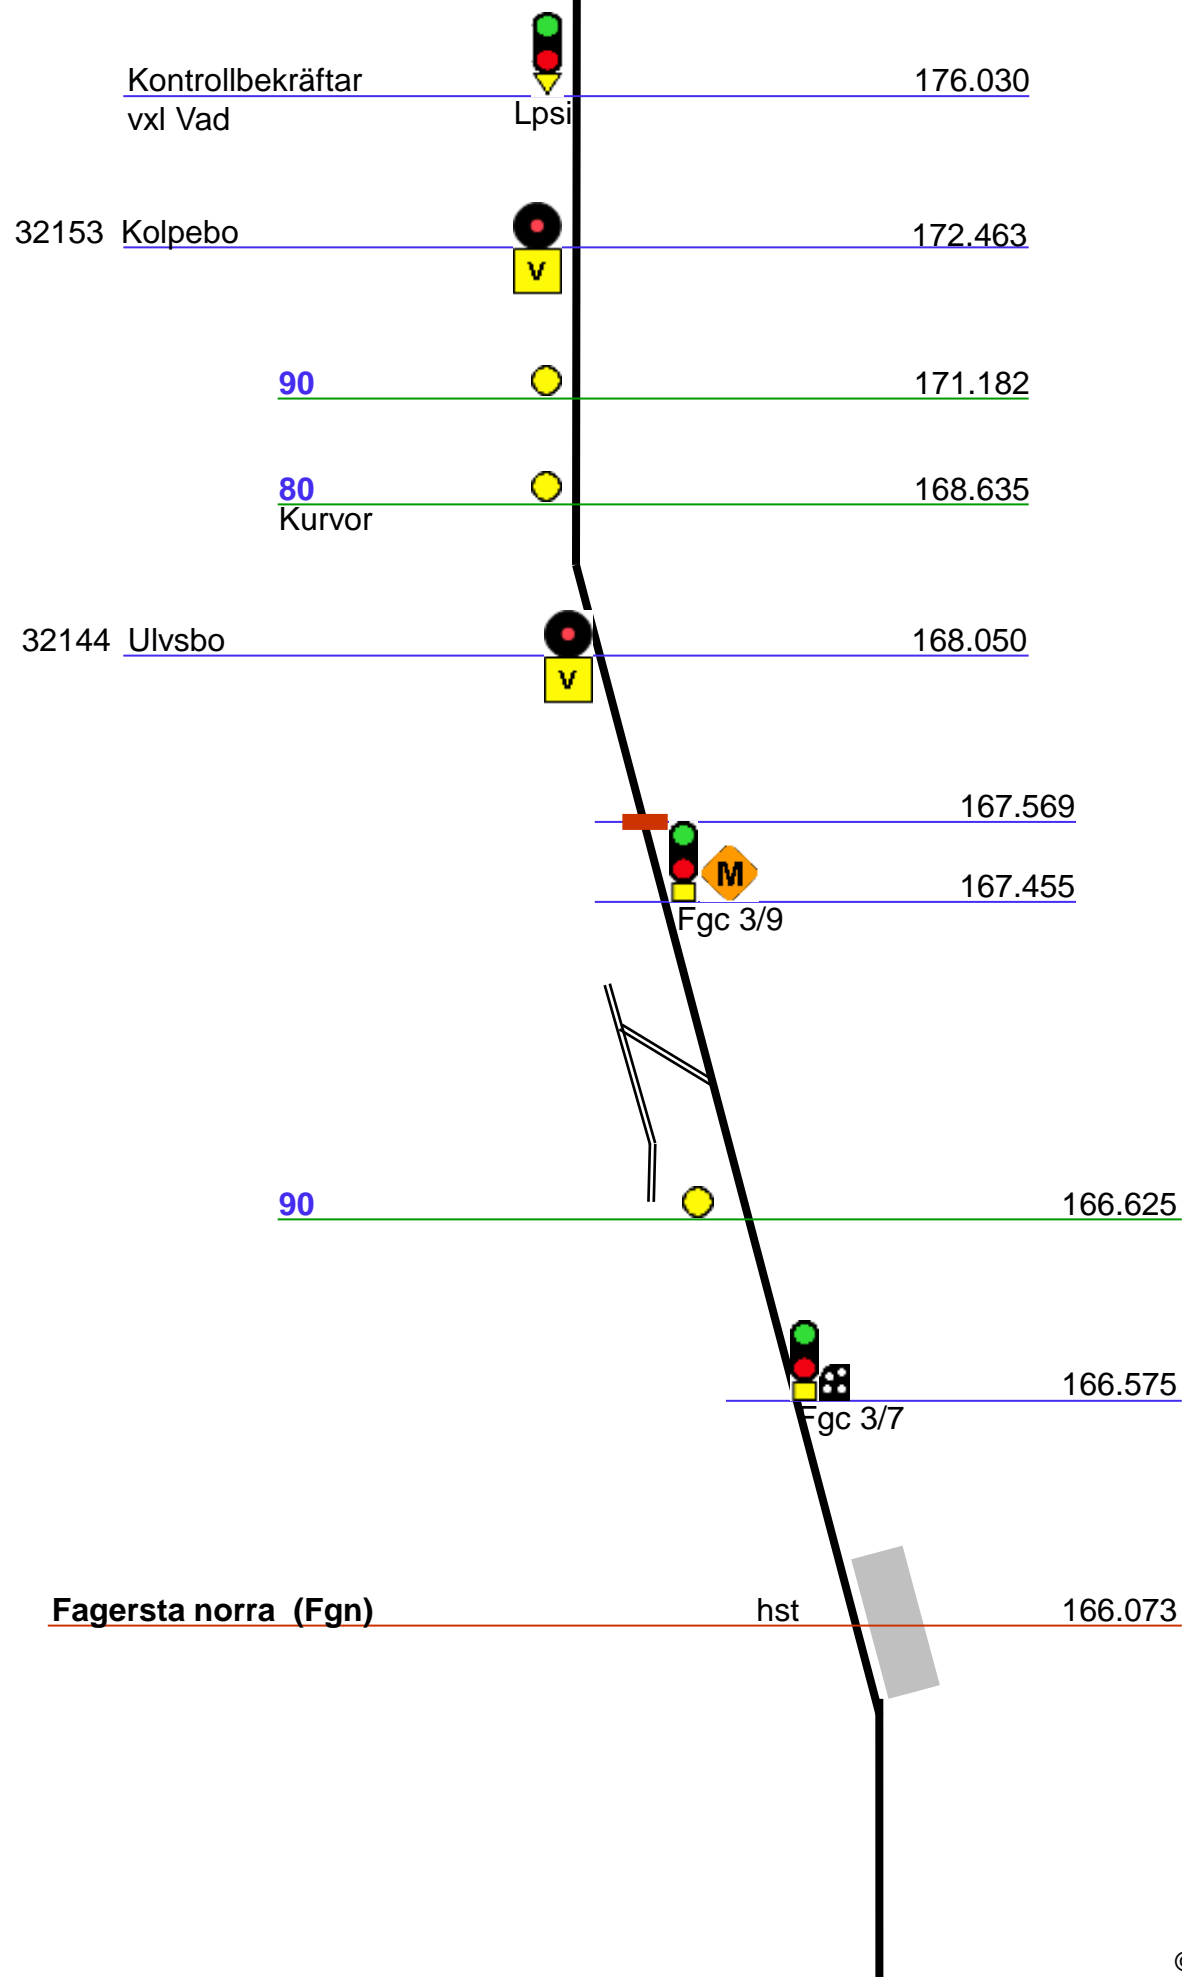 Kontrollbekräftar 176.030
vxl Vad Lpsi
32153 Kolpebo 172.463
V
90 171.182
80 168.635
Kurvor
32144 Ulvsbo 168.050
V
167.569
M 167.455
Fgc 3/9
90 166.625
166.575
Fgc 3/7
Fagersta norra (Fgn) hst 166.073
©